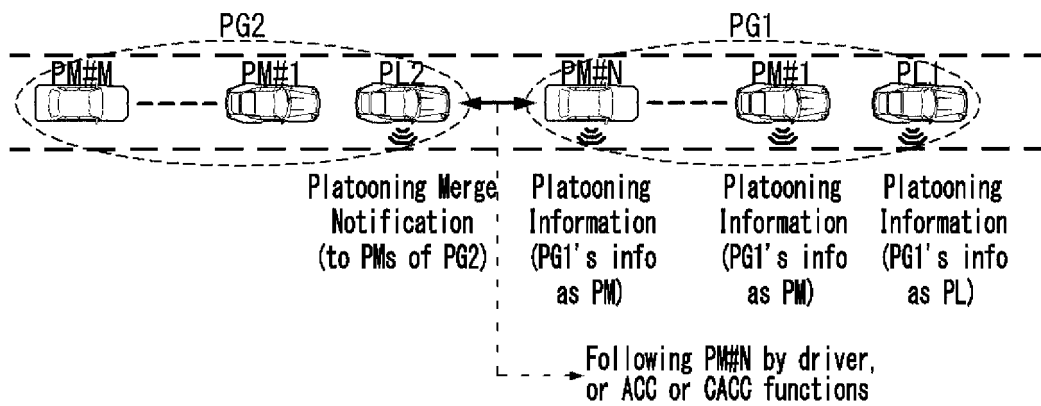 PG2
PG1
PM#M
PM#1
PL2
PM#N
PM#1
PL1
Platooning Merge
Notification
(to PMs of PG2)
Platooning
Information
(PG1's info
as PM)
Platooning
Information
(PG1's info
as PM)
Platooning
Information
(PG1's info
as PL)
Following PM#N by driver,
or ACC or CACC functions